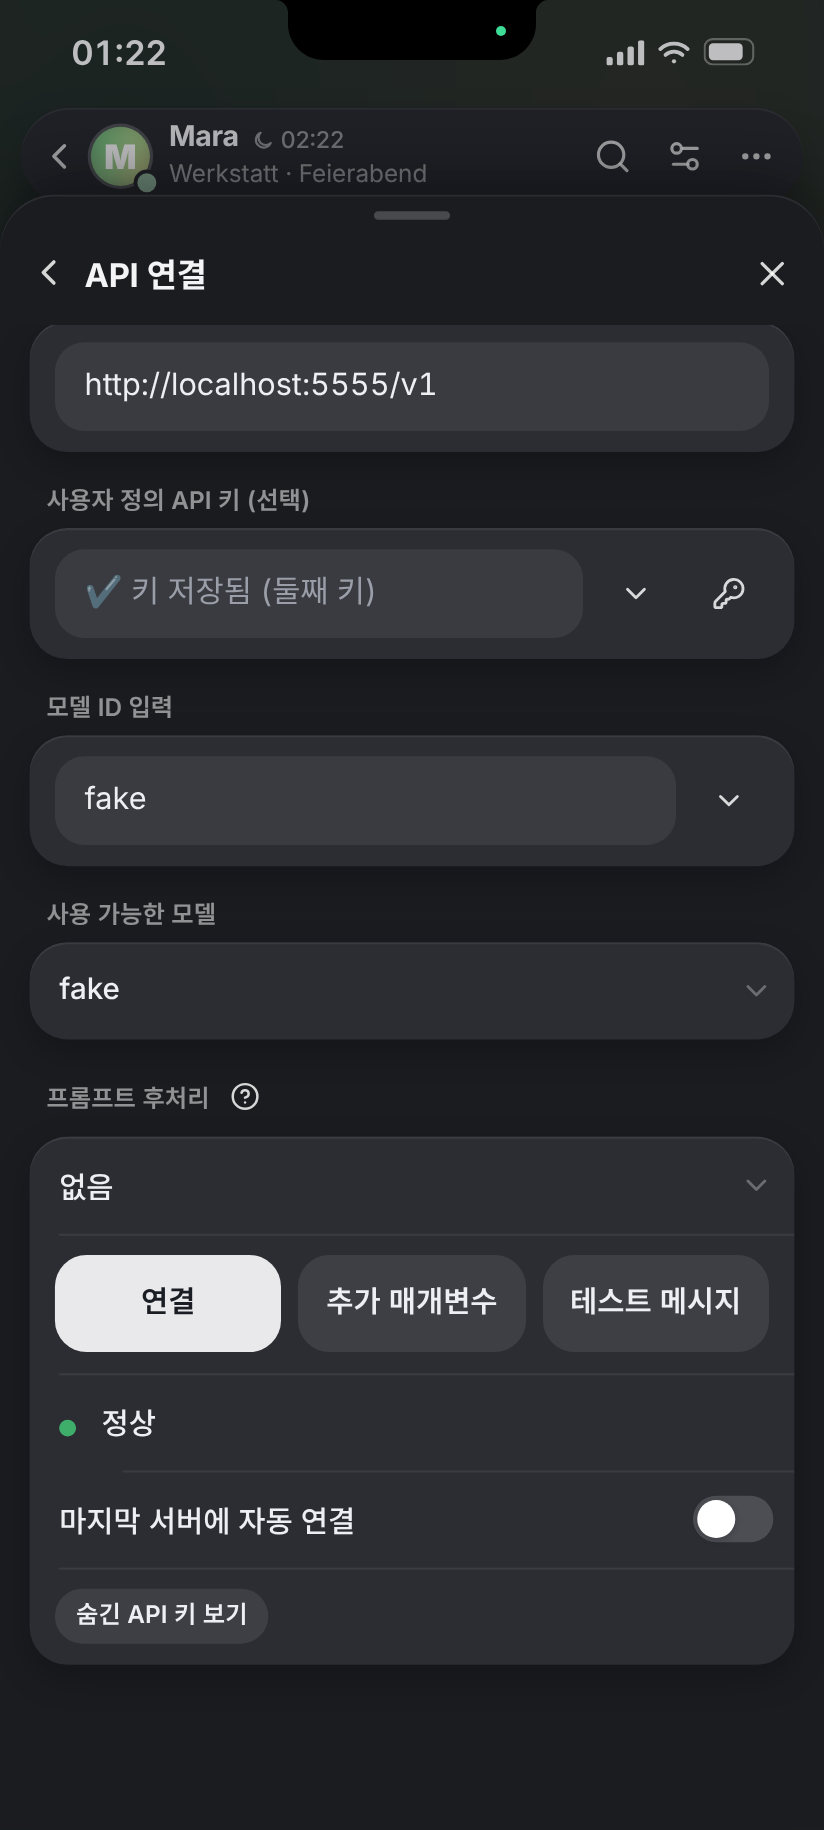 01:22
Mara 02:22
M
Werkstatt · Feierabend
API 연결
http://localhost:5555/v1
사용자 정의 API 키 (선택)
✔️ 키 저장됨 (둘째 키)
모델 ID 입력
fake
사용 가능한 모델
fake
프롬프트 후처리
없음
연결 추가 매개변수 테스트 메시지
정상
마지막 서버에 자동 연결
숨긴 API 키 보기